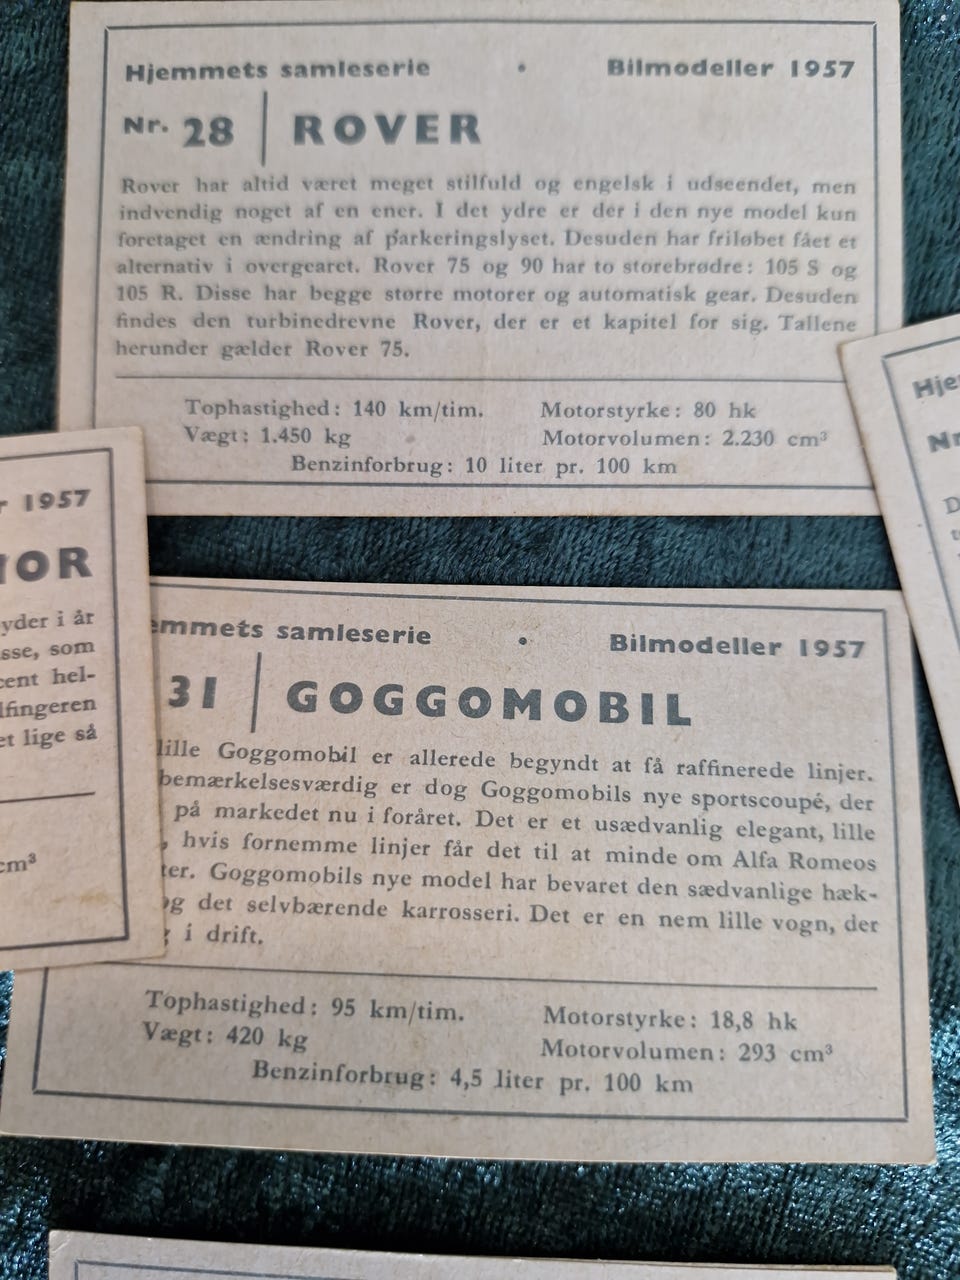 Hjemmets samleserie • Bilmodeller 1957
Nr. 28 | ROVER
Rover har altid været meget stilfuld og engelsk i udseendet, men
indvendig noget af en ener. I det ydre er der i den nye model kun
foretaget en ændring af parkeringslyset. Desuden har friløbet fået et
alternativ i overgearet. Rover 75 og 90 har to storebrødre: 105 S og
105 R. Disse har begge større motorer og automatisk gear. Desuden
findes den turbinedrevne Rover, der er et kapitel for sig. Tallene
herunder gælder Rover 75.
Tophastighed: 140 km/tim. Motorstyrke: 80 hk
Vægt: 1.450 kg Motorvolumen: 2.230 cm³
Benzinforbrug: 10 liter pr. 100 km
Hje
Nr
D
1957
IOR
yder i år
sse, som
cent hel-
lfingeren
et lige så
cm³
emmets samleserie • Bilmodeller 1957
31 | GOGGOMOBIL
lille Goggomobil er allerede begyndt at få raffinerede linjer.
bemærkelsesværdig er dog Goggomobils nye sportscoupé, der
på markedet nu i foråret. Det er et usædvanlig elegant, lille
, hvis fornemme linjer får det til at minde om Alfa Romeos
ter. Goggomobils nye model har bevaret den sædvanlige hæk-
og det selvbærende karrosseri. Det er en nem lille vogn, der
g i drift.
Tophastighed: 95 km/tim. Motorstyrke: 18,8 hk
Vægt: 420 kg Motorvolumen: 293 cm³
Benzinforbrug: 4,5 liter pr. 100 km